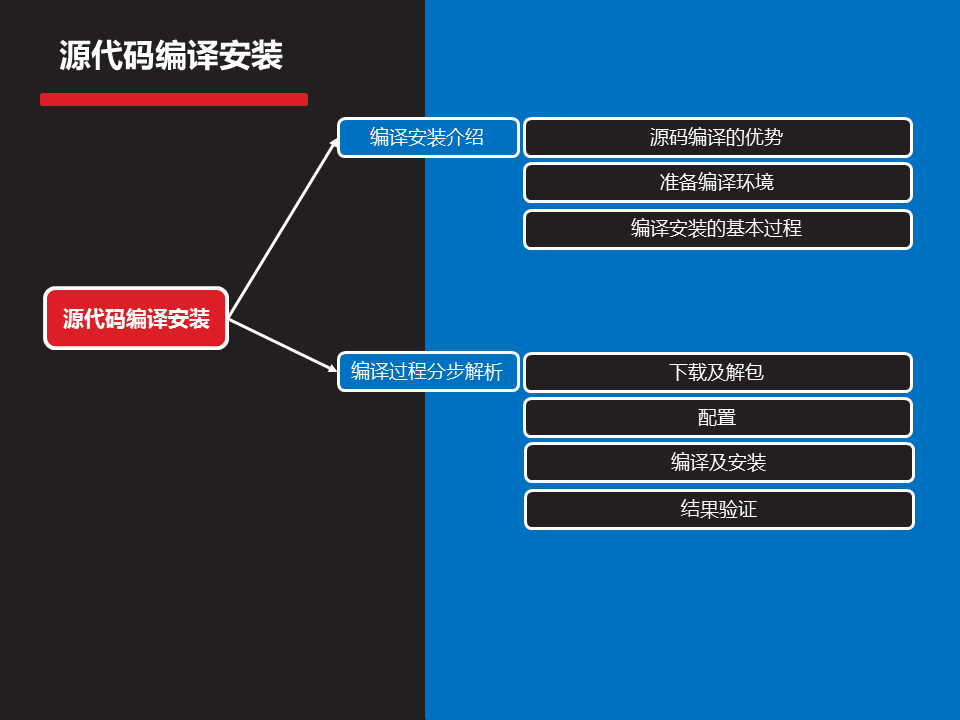 源代码编译安装
编译安装介绍
源码编译的优势
准备编译环境
编译安装的基本过程
源代码编译安装
编译过程分步解析
下载及解包
配置
编译及安装
结果验证